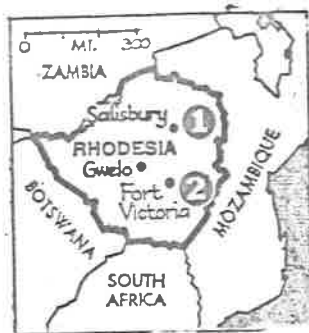 0 MI. 300
ZAMBIA
Salisbury 1
RHODESIA
Gwelo
Fort 2
Victoria
MOZAMBIQUE
BOTSWANA
SOUTH
AFRICA